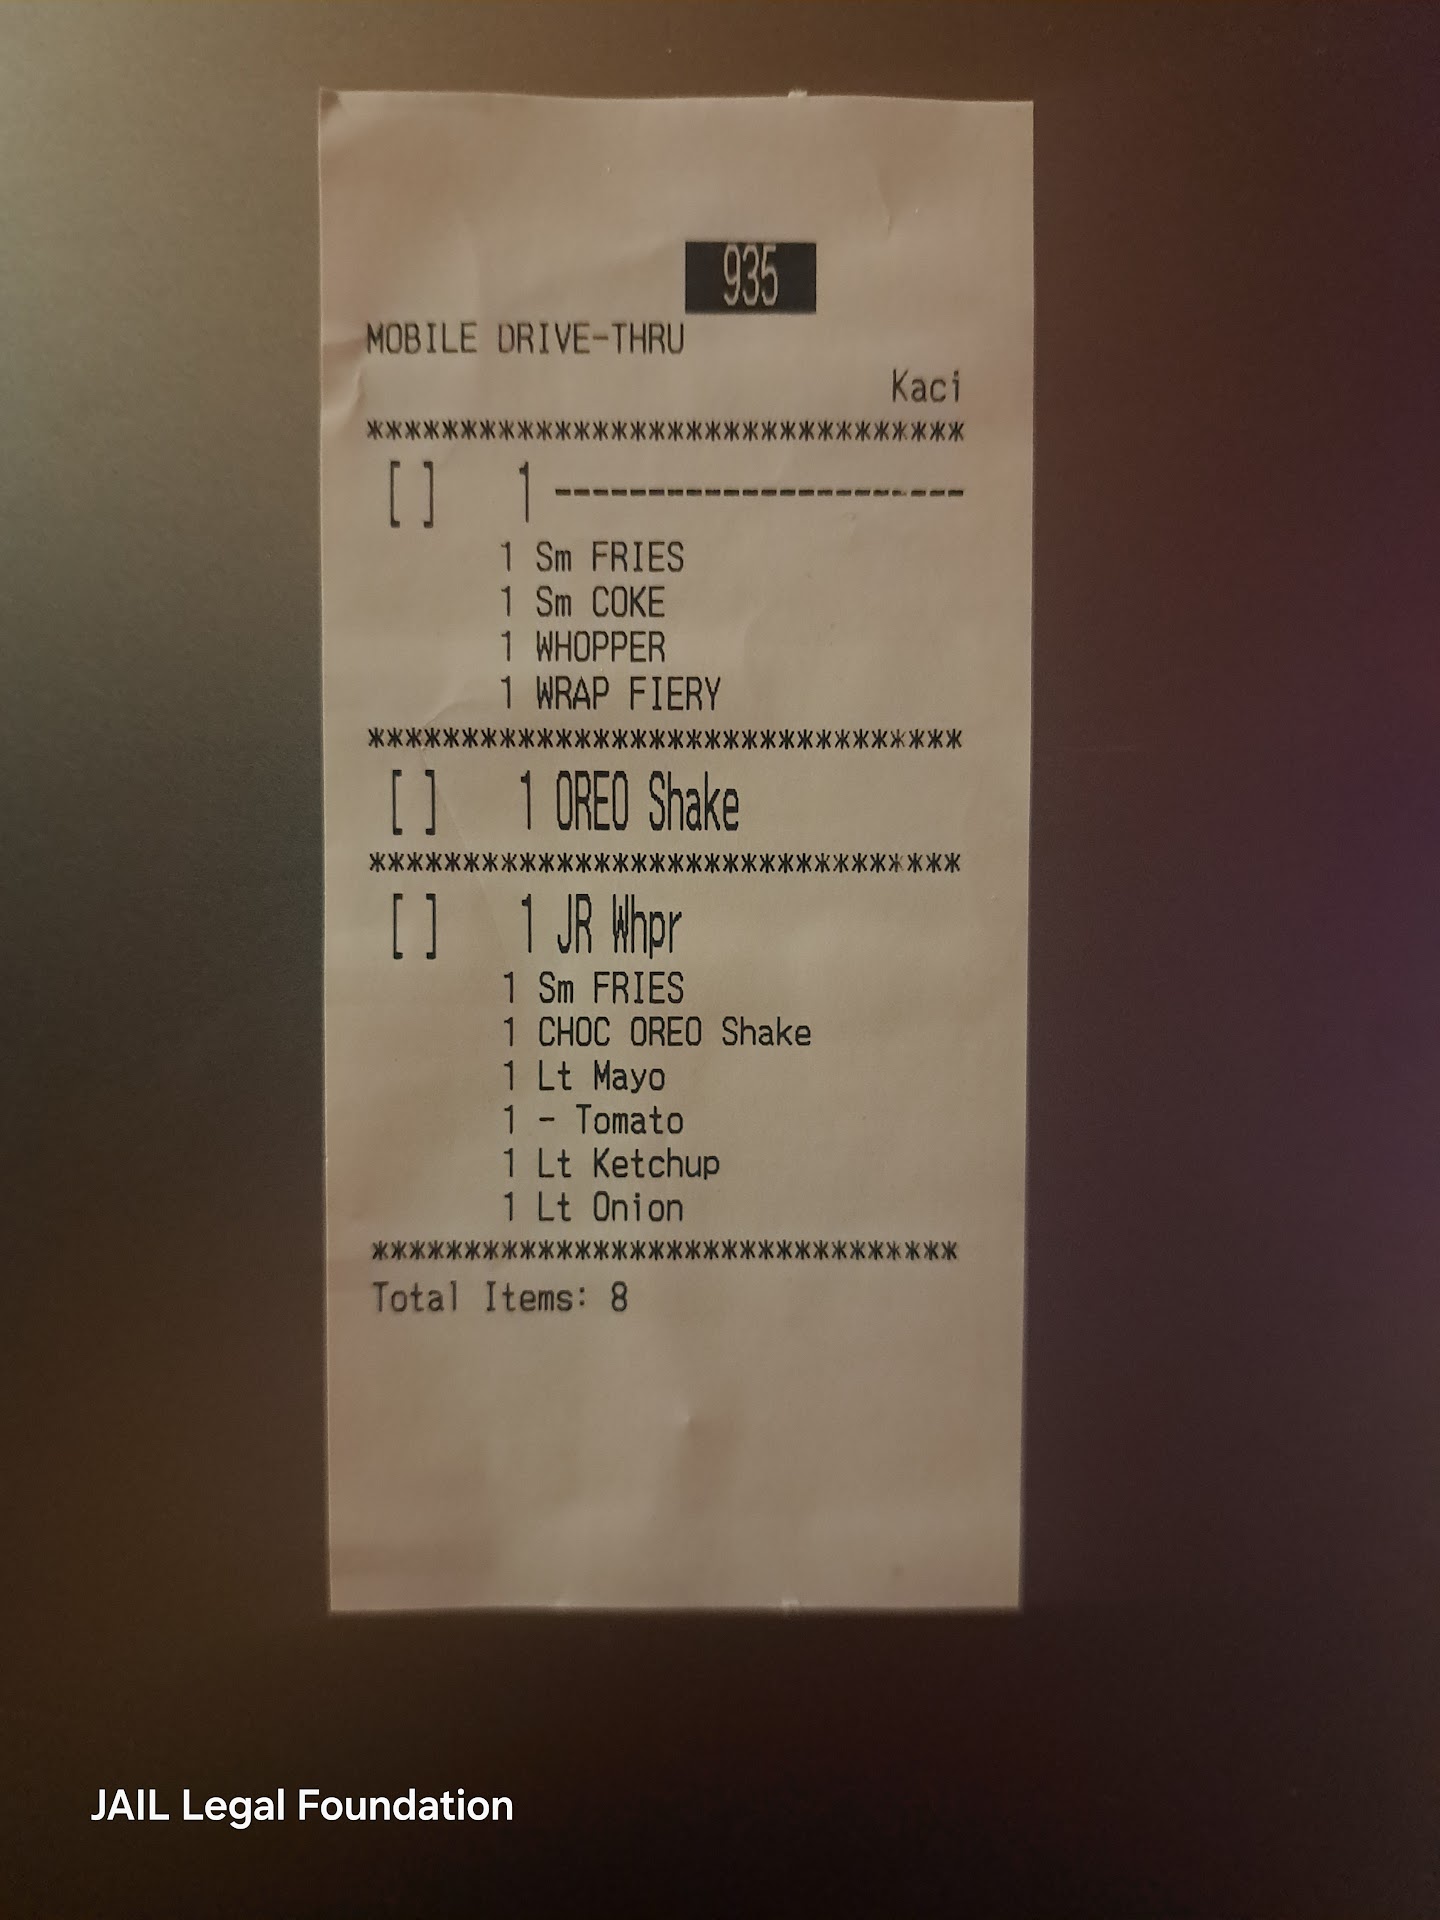 935
MOBILE DRIVE-THRU
Kaci
********************************
[ ] 1 ----------------------
1 Sm FRIES
1 Sm COKE
1 WHOPPER
1 WRAP FIERY
********************************
[ ] 1 OREO Shake
********************************
[ ] 1 JR Whpr
1 Sm FRIES
1 CHOC OREO Shake
1 Lt Mayo
1 - Tomato
1 Lt Ketchup
1 Lt Onion
********************************
Total Items: 8
JAIL Legal Foundation